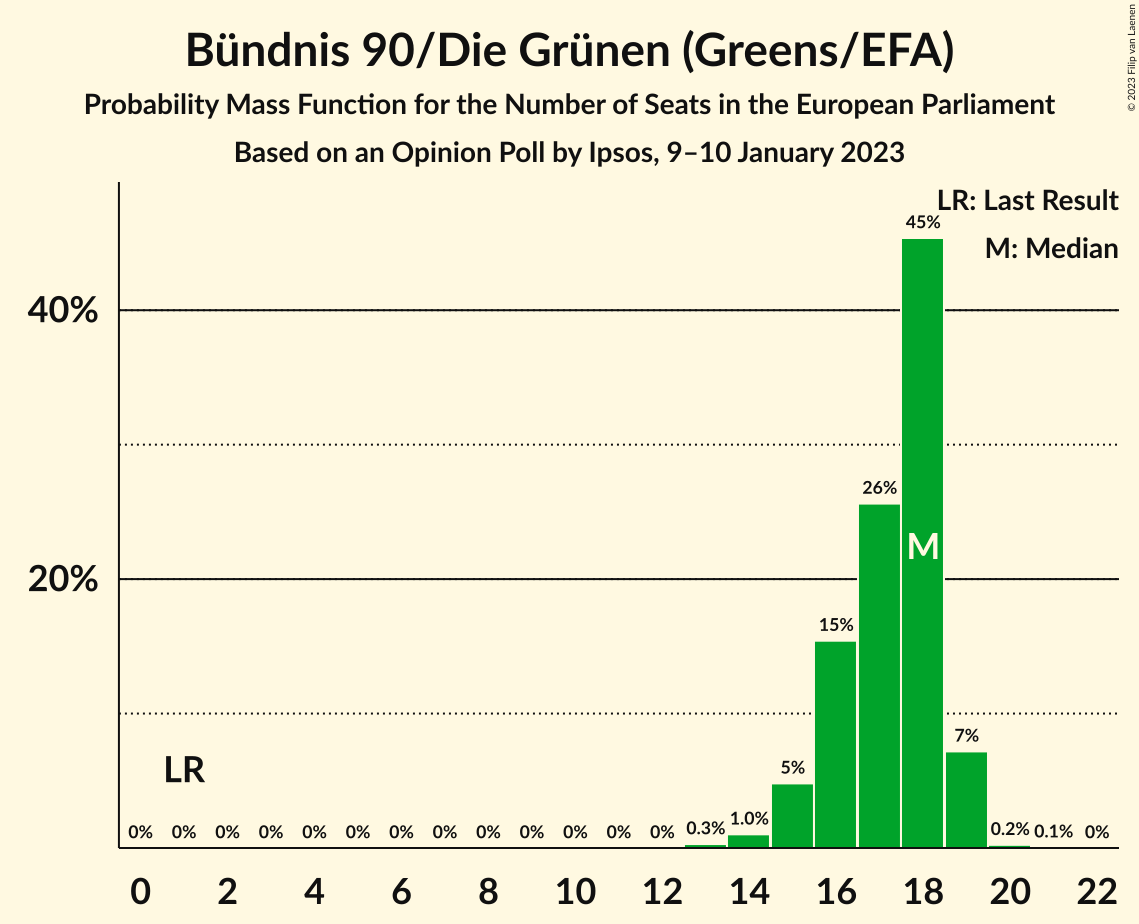 Bündnis 90/Die Grünen (Greens/EFA)
Probability Mass Function for the Number of Seats in the European Parliament
Based on an Opinion Poll by Ipsos, 9–10 January 2023
© 2023 Filip van Laenen
LR: Last Result
M: Median
45%
40%
26%
M
20%
15%
7%
LR
5%
0% 0% 0% 0% 0% 0% 0% 0% 0% 0% 0% 0% 0% 0.3% 1.0% 0.2% 0.1% 0%
0 2 4 6 8 10 12 14 16 18 20 22